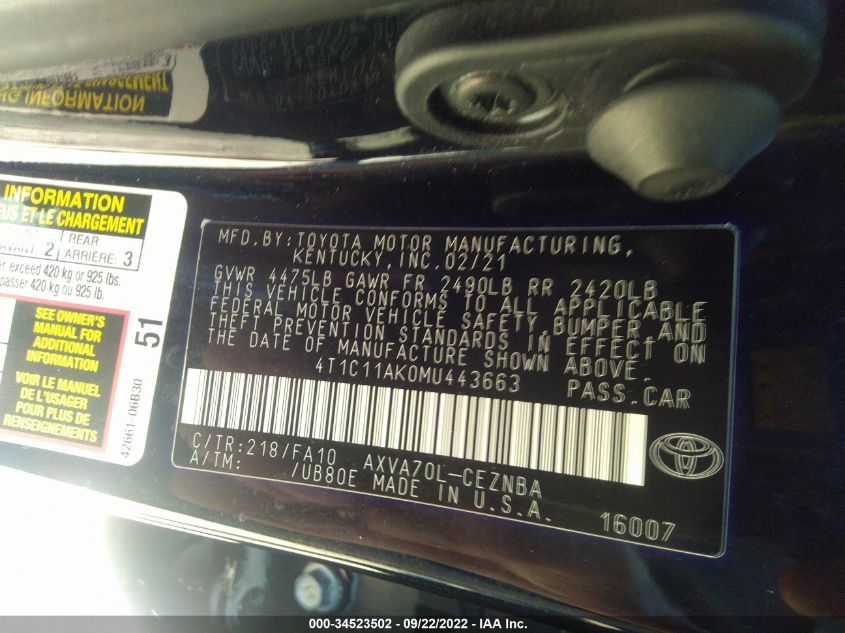 INFORMATION
US ET LE CHARGEMENT
REAR
AVANT 2 ARRIÈRE: 3
exceed 420 kg or 925 lbs.
passer 420 kg ou 925 lb.
SEE OWNER'S
MANUAL FOR
ADDITIONAL
INFORMATION
VOIR LE MANUEL
DE L'USAGER
POUR PLUS DE
RENSEIGNEMENTS
51
42661-06B30
MFD. BY: TOYOTA MOTOR MANUFACTURING,
KENTUCKY, INC. 02/21
GVWR 4475LB GAWR FR 2490LB RR 2420LB
THIS VEHICLE CONFORMS TO ALL APPLICABLE
FEDERAL MOTOR VEHICLE SAFETY, BUMPER AND
THEFT PREVENTION STANDARDS IN EFFECT ON
THE DATE OF MANUFACTURE SHOWN ABOVE.
4T1C11AK0MU443663 PASS.CAR
C/TR:218/FA10 AXVA70L-CEZNBA
A/TM: /UB80E MADE IN U.S.A.
16007
000-34523502 - 09/22/2022 - IAA Inc.